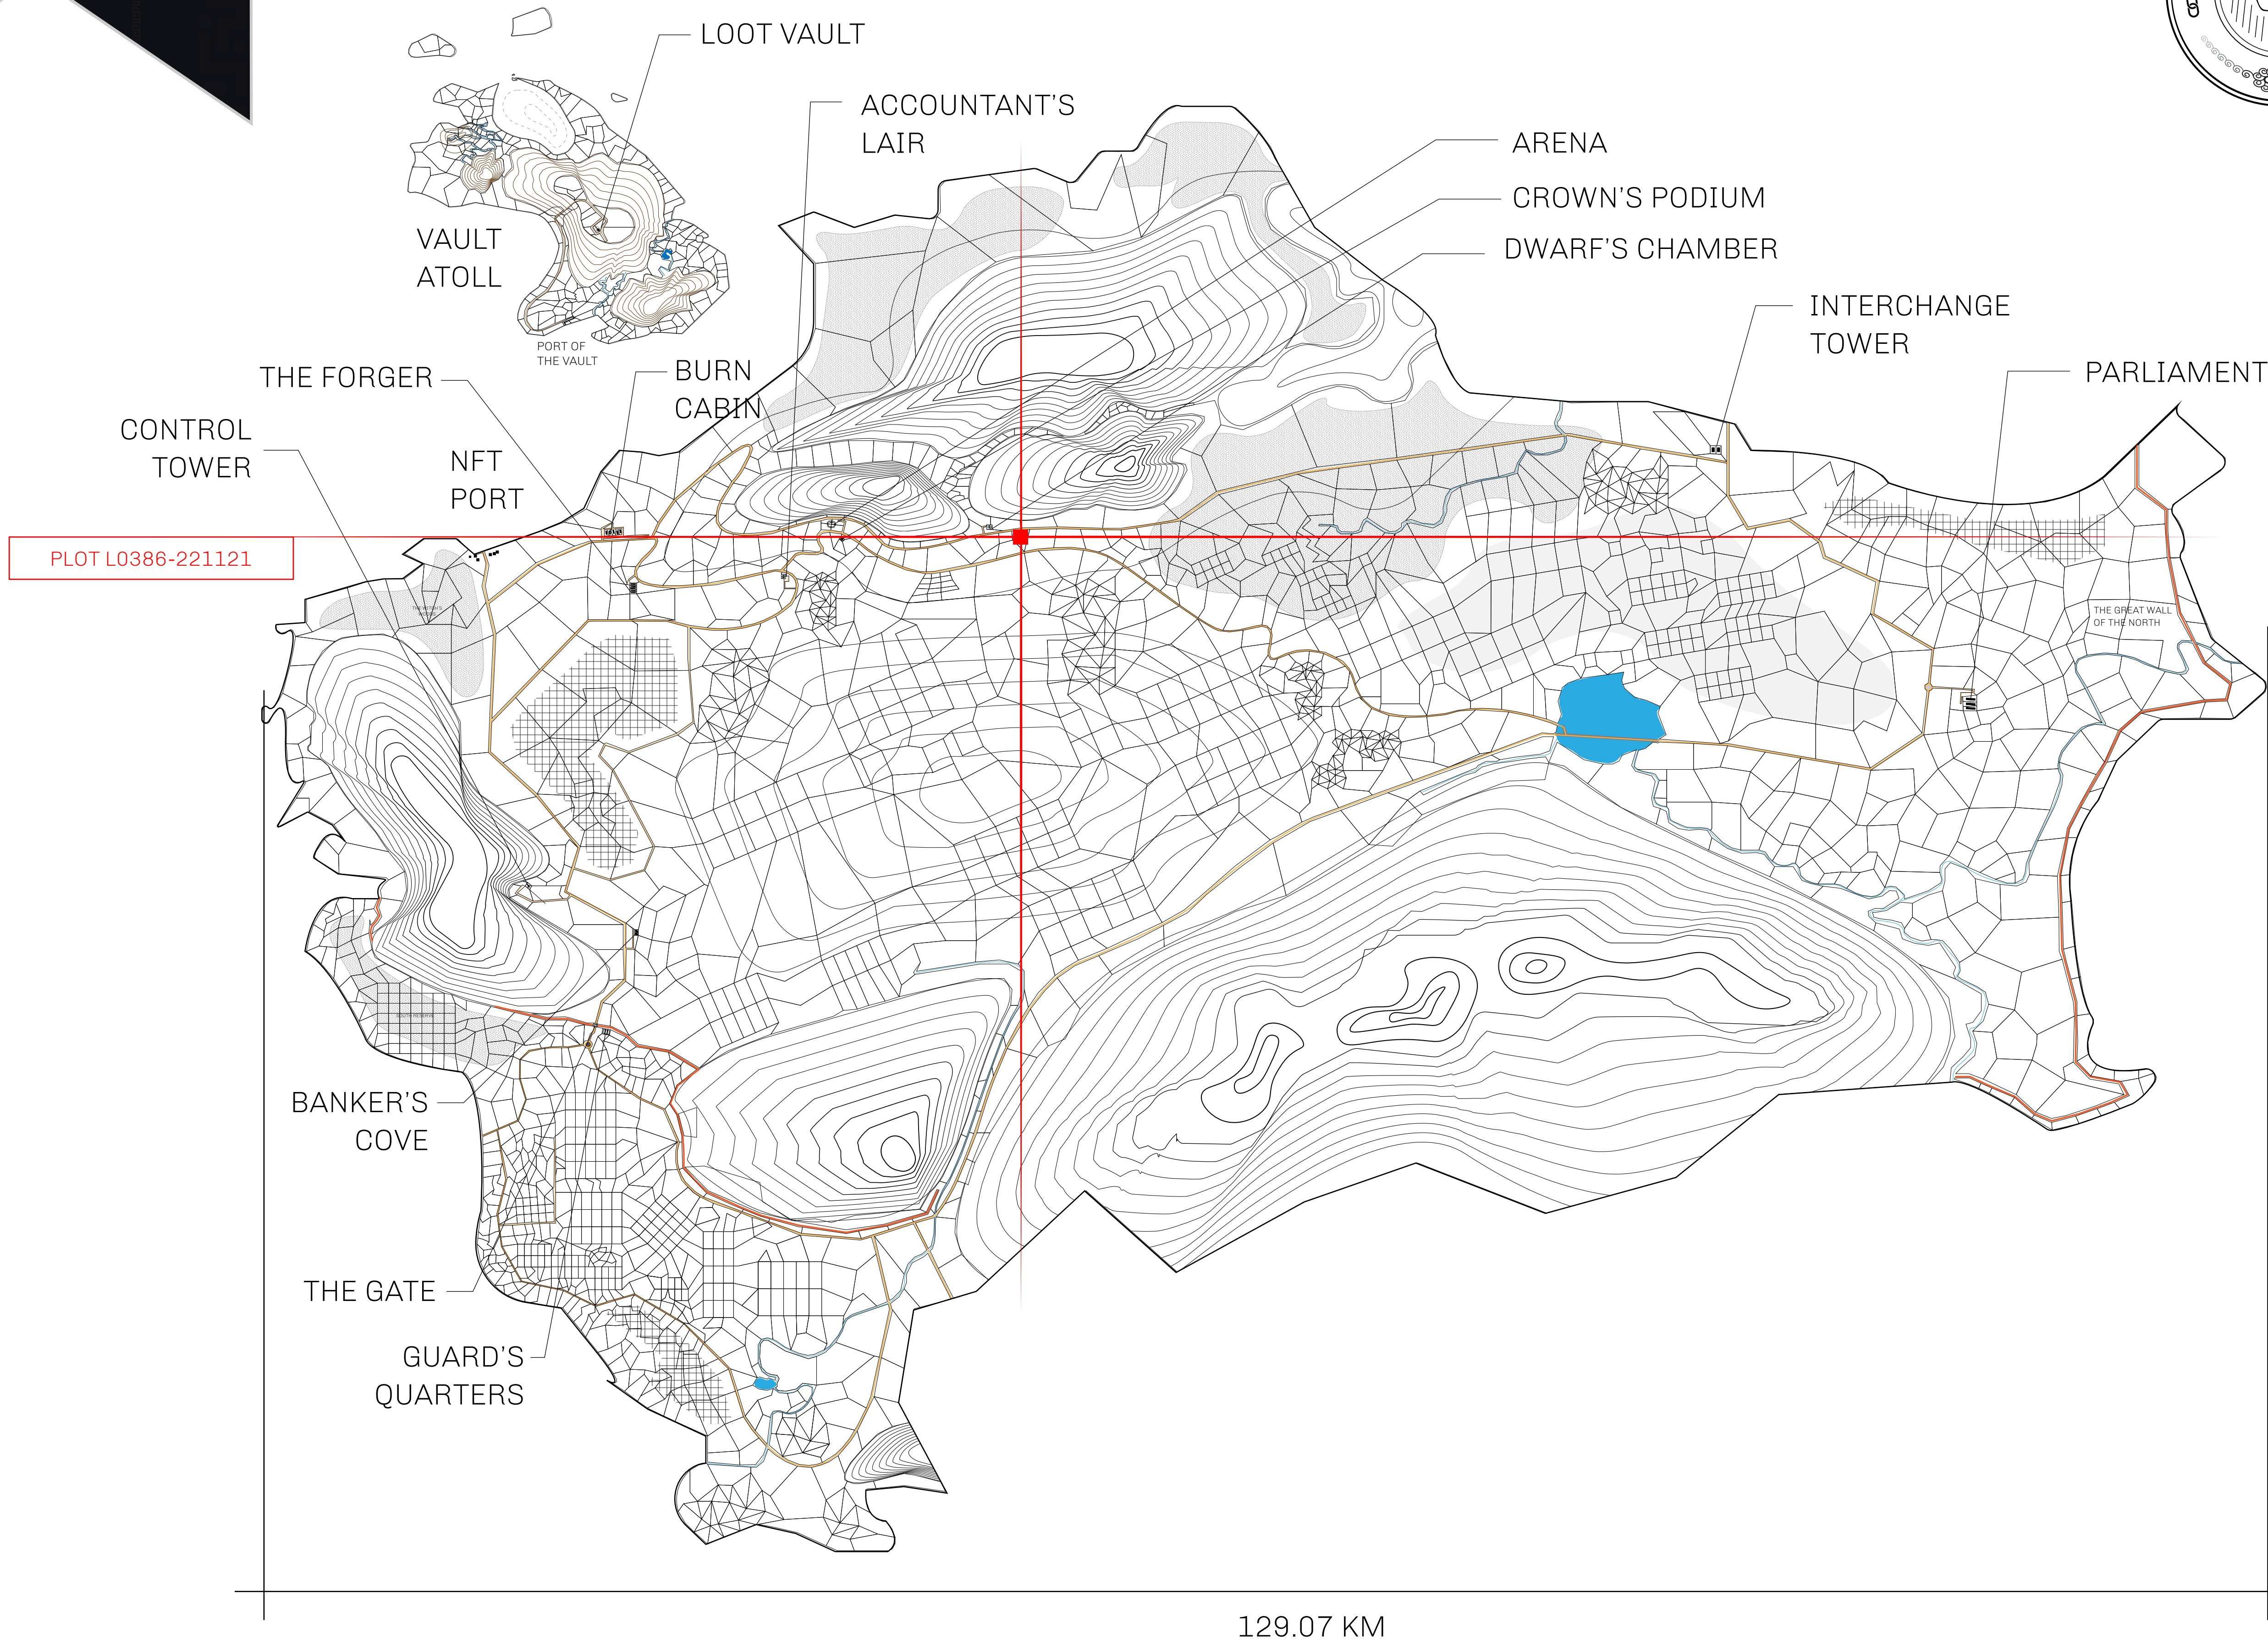 LOOT VAULT
ACCOUNTANT'S
LAIR
ARENA
CROWN'S PODIUM
DWARF'S CHAMBER
VAULT
ATOLL
INTERCHANGE
TOWER
PORT OF
THE VAULT
THE FORGER
BURN
CABIN
PARLIAMENT
CONTROL
TOWER
NFT
PORT
PLOT L0386-221121
THE GREAT WALL
OF THE NORTH
SOUTH RESERVE
BANKER'S
COVE
THE GATE
GUARD'S
QUARTERS
129.07 KM